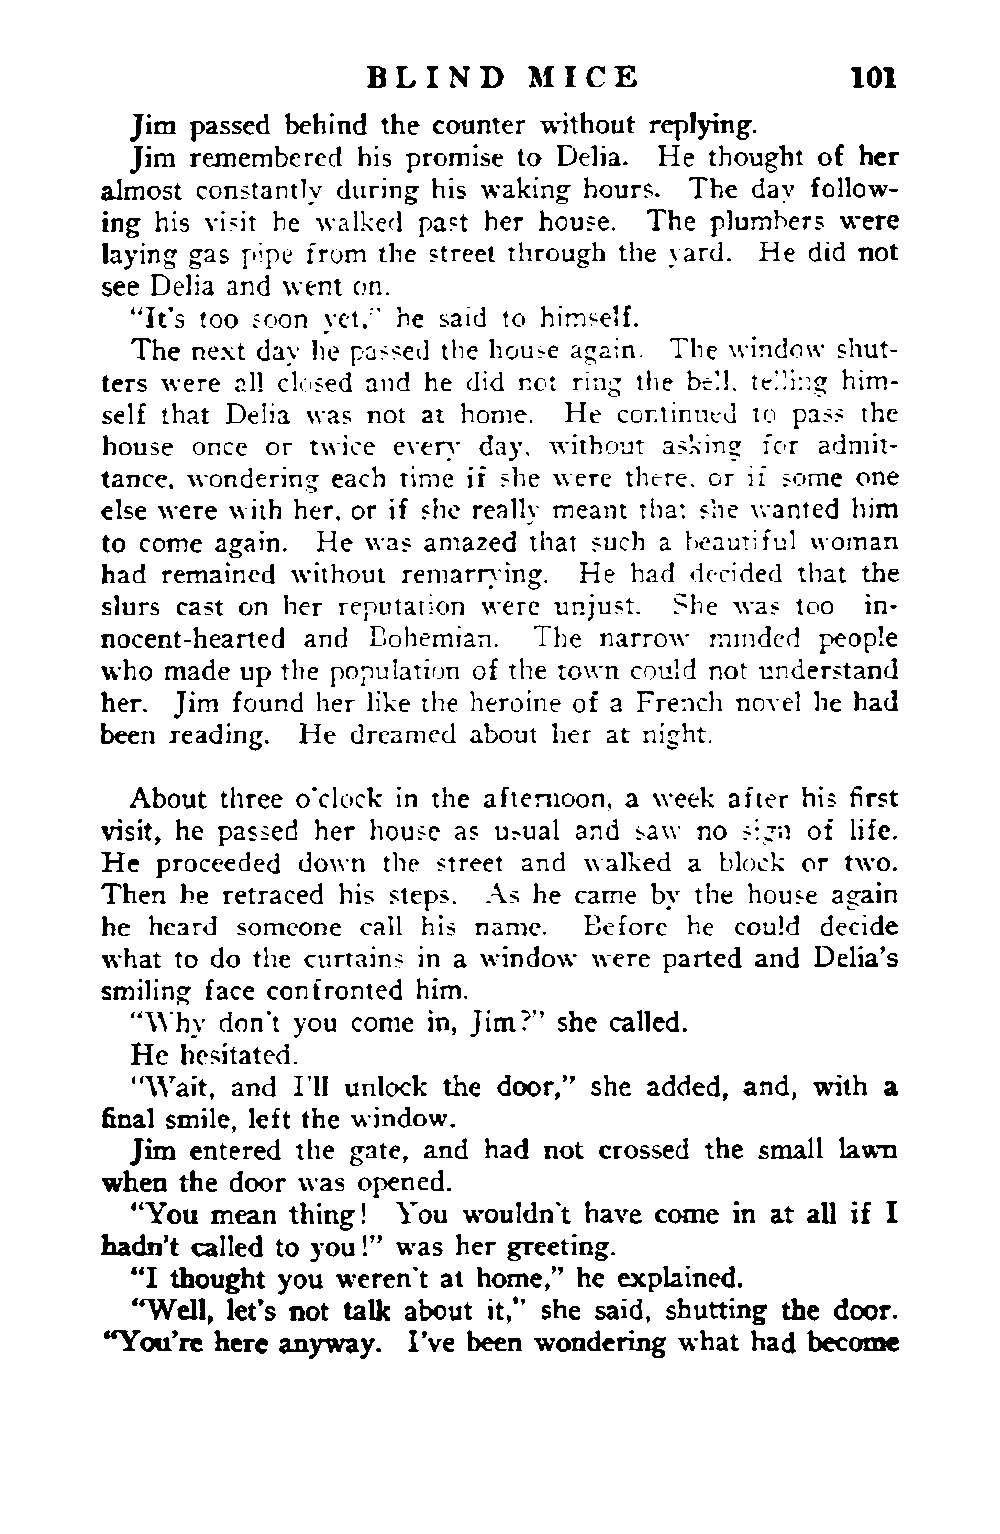 BLIND MICE 101
Jim passed behind the counter without replying.
Jim remembered his promise to Delia. He thought of her
almost constantly during his waking hours. The day follow-
ing his visit he walked past her house. The plumbers were
laying gas pipe from the street through the yard. He did not
see Delia and went on.
"It's too soon yet," he said to himself.
The next day he passed the house again. The window shut-
ters were all closed and he did not ring the bell, telling him-
self that Delia was not at home. He continued to pass the
house once or twice every day, without asking for admit-
tance, wondering each time if she were there, or if some one
else were with her, or if she really meant that she wanted him
to come again. He was amazed that such a beautiful woman
had remained without remarrying. He had decided that the
slurs cast on her reputation were unjust. She was too in-
nocent-hearted and Bohemian. The narrow minded people
who made up the population of the town could not understand
her. Jim found her like the heroine of a French novel he had
been reading. He dreamed about her at night.
About three o'clock in the afternoon, a week after his first
visit, he passed her house as usual and saw no sign of life.
He proceeded down the street and walked a block or two.
Then he retraced his steps. As he came by the house again
he heard someone call his name. Before he could decide
what to do the curtains in a window were parted and Delia's
smiling face confronted him.
"Why don't you come in, Jim?" she called.
He hesitated.
"Wait, and I'll unlock the door," she added, and, with a
final smile, left the window.
Jim entered the gate, and had not crossed the small lawn
when the door was opened.
"You mean thing! You wouldn't have come in at all if I
hadn't called to you!" was her greeting.
"I thought you weren't at home," he explained.
"Well, let's not talk about it," she said, shutting the door.
"You're here anyway. I've been wondering what had become